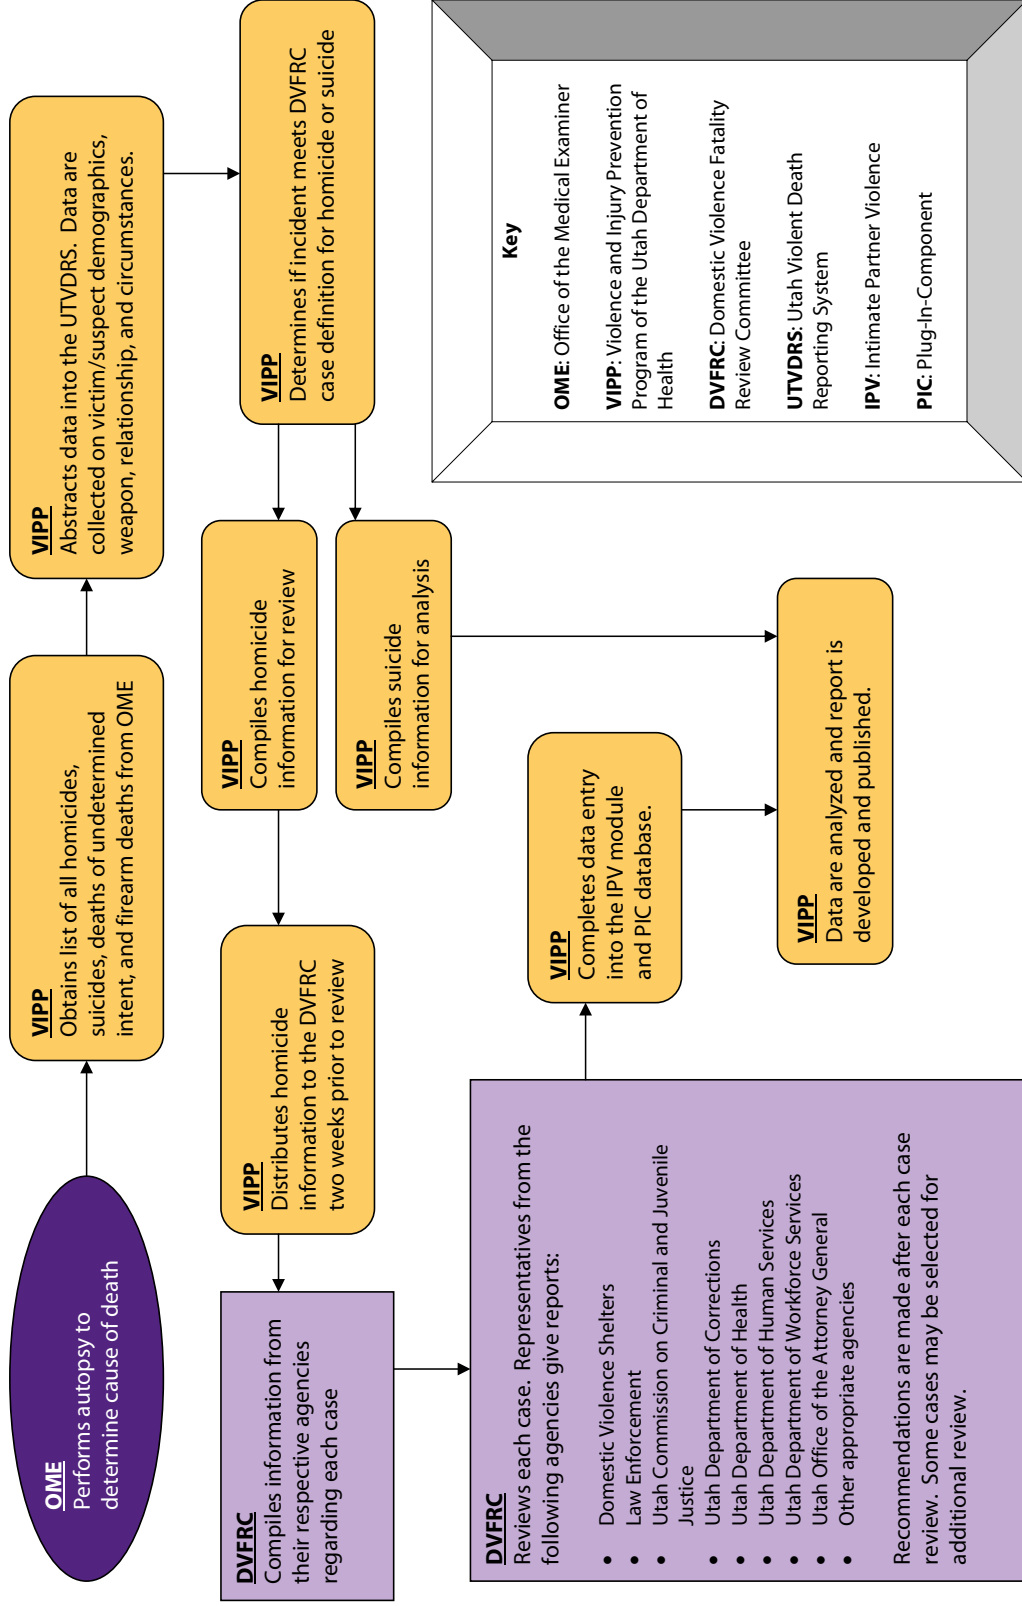 OME
Performs autopsy to
determine cause of death
VIPP
Obtains list of all homicides,
suicides, deaths of undetermined
intent, and firearm deaths from OME
VIPP
Abstracts data into the UTVDRS.  Data are
collected on victim/suspect demographics,
weapon, relationship, and circumstances.
VIPP
Determines if incident meets DVFRC
case definition for homicide or suicide
VIPP
Compiles homicide
information for review
VIPP
Compiles suicide
information for analysis
VIPP
Distributes homicide
information to the DVFRC
two weeks prior to review
DVFRC
Compiles information from
their respective agencies
regarding each case
DVFRC
Reviews each case. Representatives from the
following agencies give reports:
• Domestic Violence Shelters
• Law Enforcement
• Utah Commission on Criminal and Juvenile
Justice
• Utah Department of Corrections
• Utah Department of Health
• Utah Department of Human Services
• Utah Department of Workforce Services
• Utah Office of the Attorney General
• Other appropriate agencies
Recommendations are made after each case
review. Some cases may be selected for
additional review.
VIPP
Completes data entry
into the IPV module
and PIC database.
VIPP
Data are analyzed and report is
developed and published.
Key
OME: Office of the Medical Examiner
VIPP: Violence and Injury Prevention
Program of the Utah Department of
Health
DVFRC: Domestic Violence Fatality
Review Committee
UTVDRS: Utah Violent Death
Reporting System
IPV: Intimate Partner Violence
PIC: Plug-In-Component